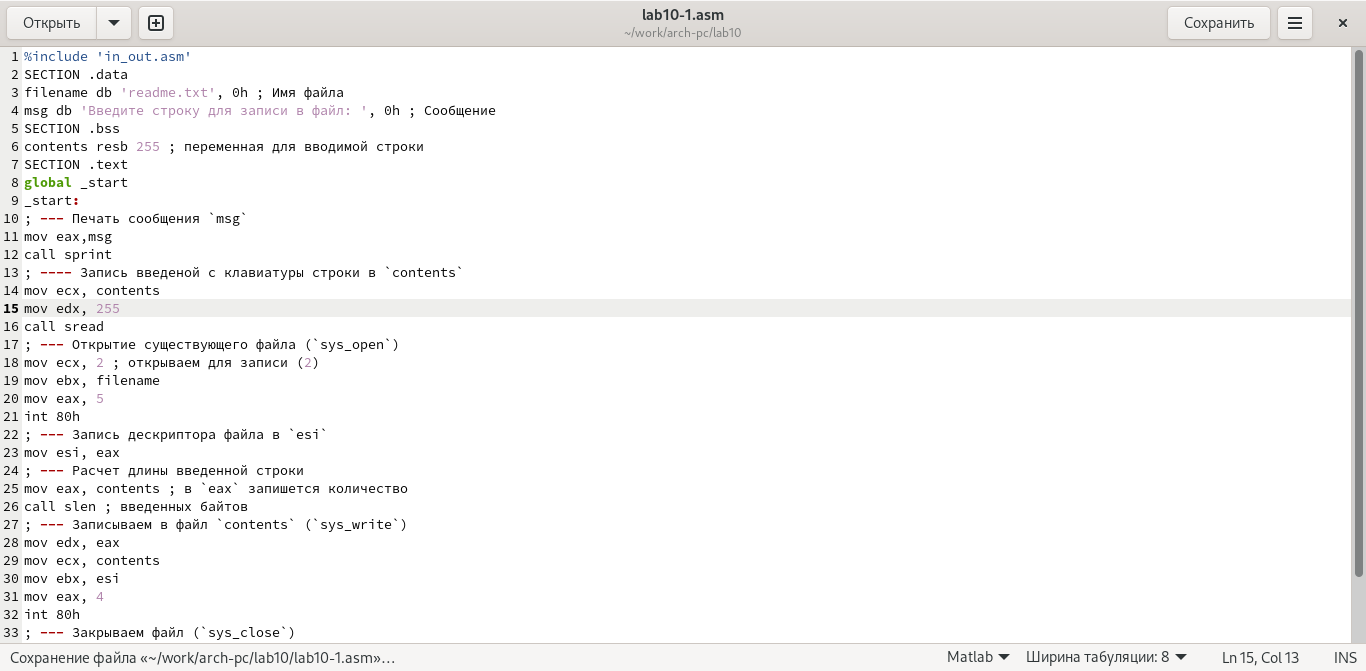 Открыть
lab10-1.asm
~/work/arch-pc/lab10
Сохранить
1 %include 'in_out.asm'
2 SECTION .data
3 filename db 'readme.txt', 0h ; Имя файла
4 msg db 'Введите строку для записи в файл: ', 0h ; Сообщение
5 SECTION .bss
6 contents resb 255 ; переменная для вводимой строки
7 SECTION .text
8 global _start
9 _start:
10 ; --- Печать сообщения `msg`
11 mov eax,msg
12 call sprint
13 ; ---- Запись введеной с клавиатуры строки в `contents`
14 mov ecx, contents
15 mov edx, 255
16 call sread
17 ; --- Открытие существующего файла (`sys_open`)
18 mov ecx, 2 ; открываем для записи (2)
19 mov ebx, filename
20 mov eax, 5
21 int 80h
22 ; --- Запись дескриптора файла в `esi`
23 mov esi, eax
24 ; --- Расчет длины введенной строки
25 mov eax, contents ; в `eax` запишется количество
26 call slen ; введенных байтов
27 ; --- Записываем в файл `contents` (`sys_write`)
28 mov edx, eax
29 mov ecx, contents
30 mov ebx, esi
31 mov eax, 4
32 int 80h
33 ; --- Закрываем файл (`sys_close`)
Сохранение файла «~/work/arch-pc/lab10/lab10-1.asm»…
Matlab
Ширина табуляции: 8
Ln 15, Col 13
INS